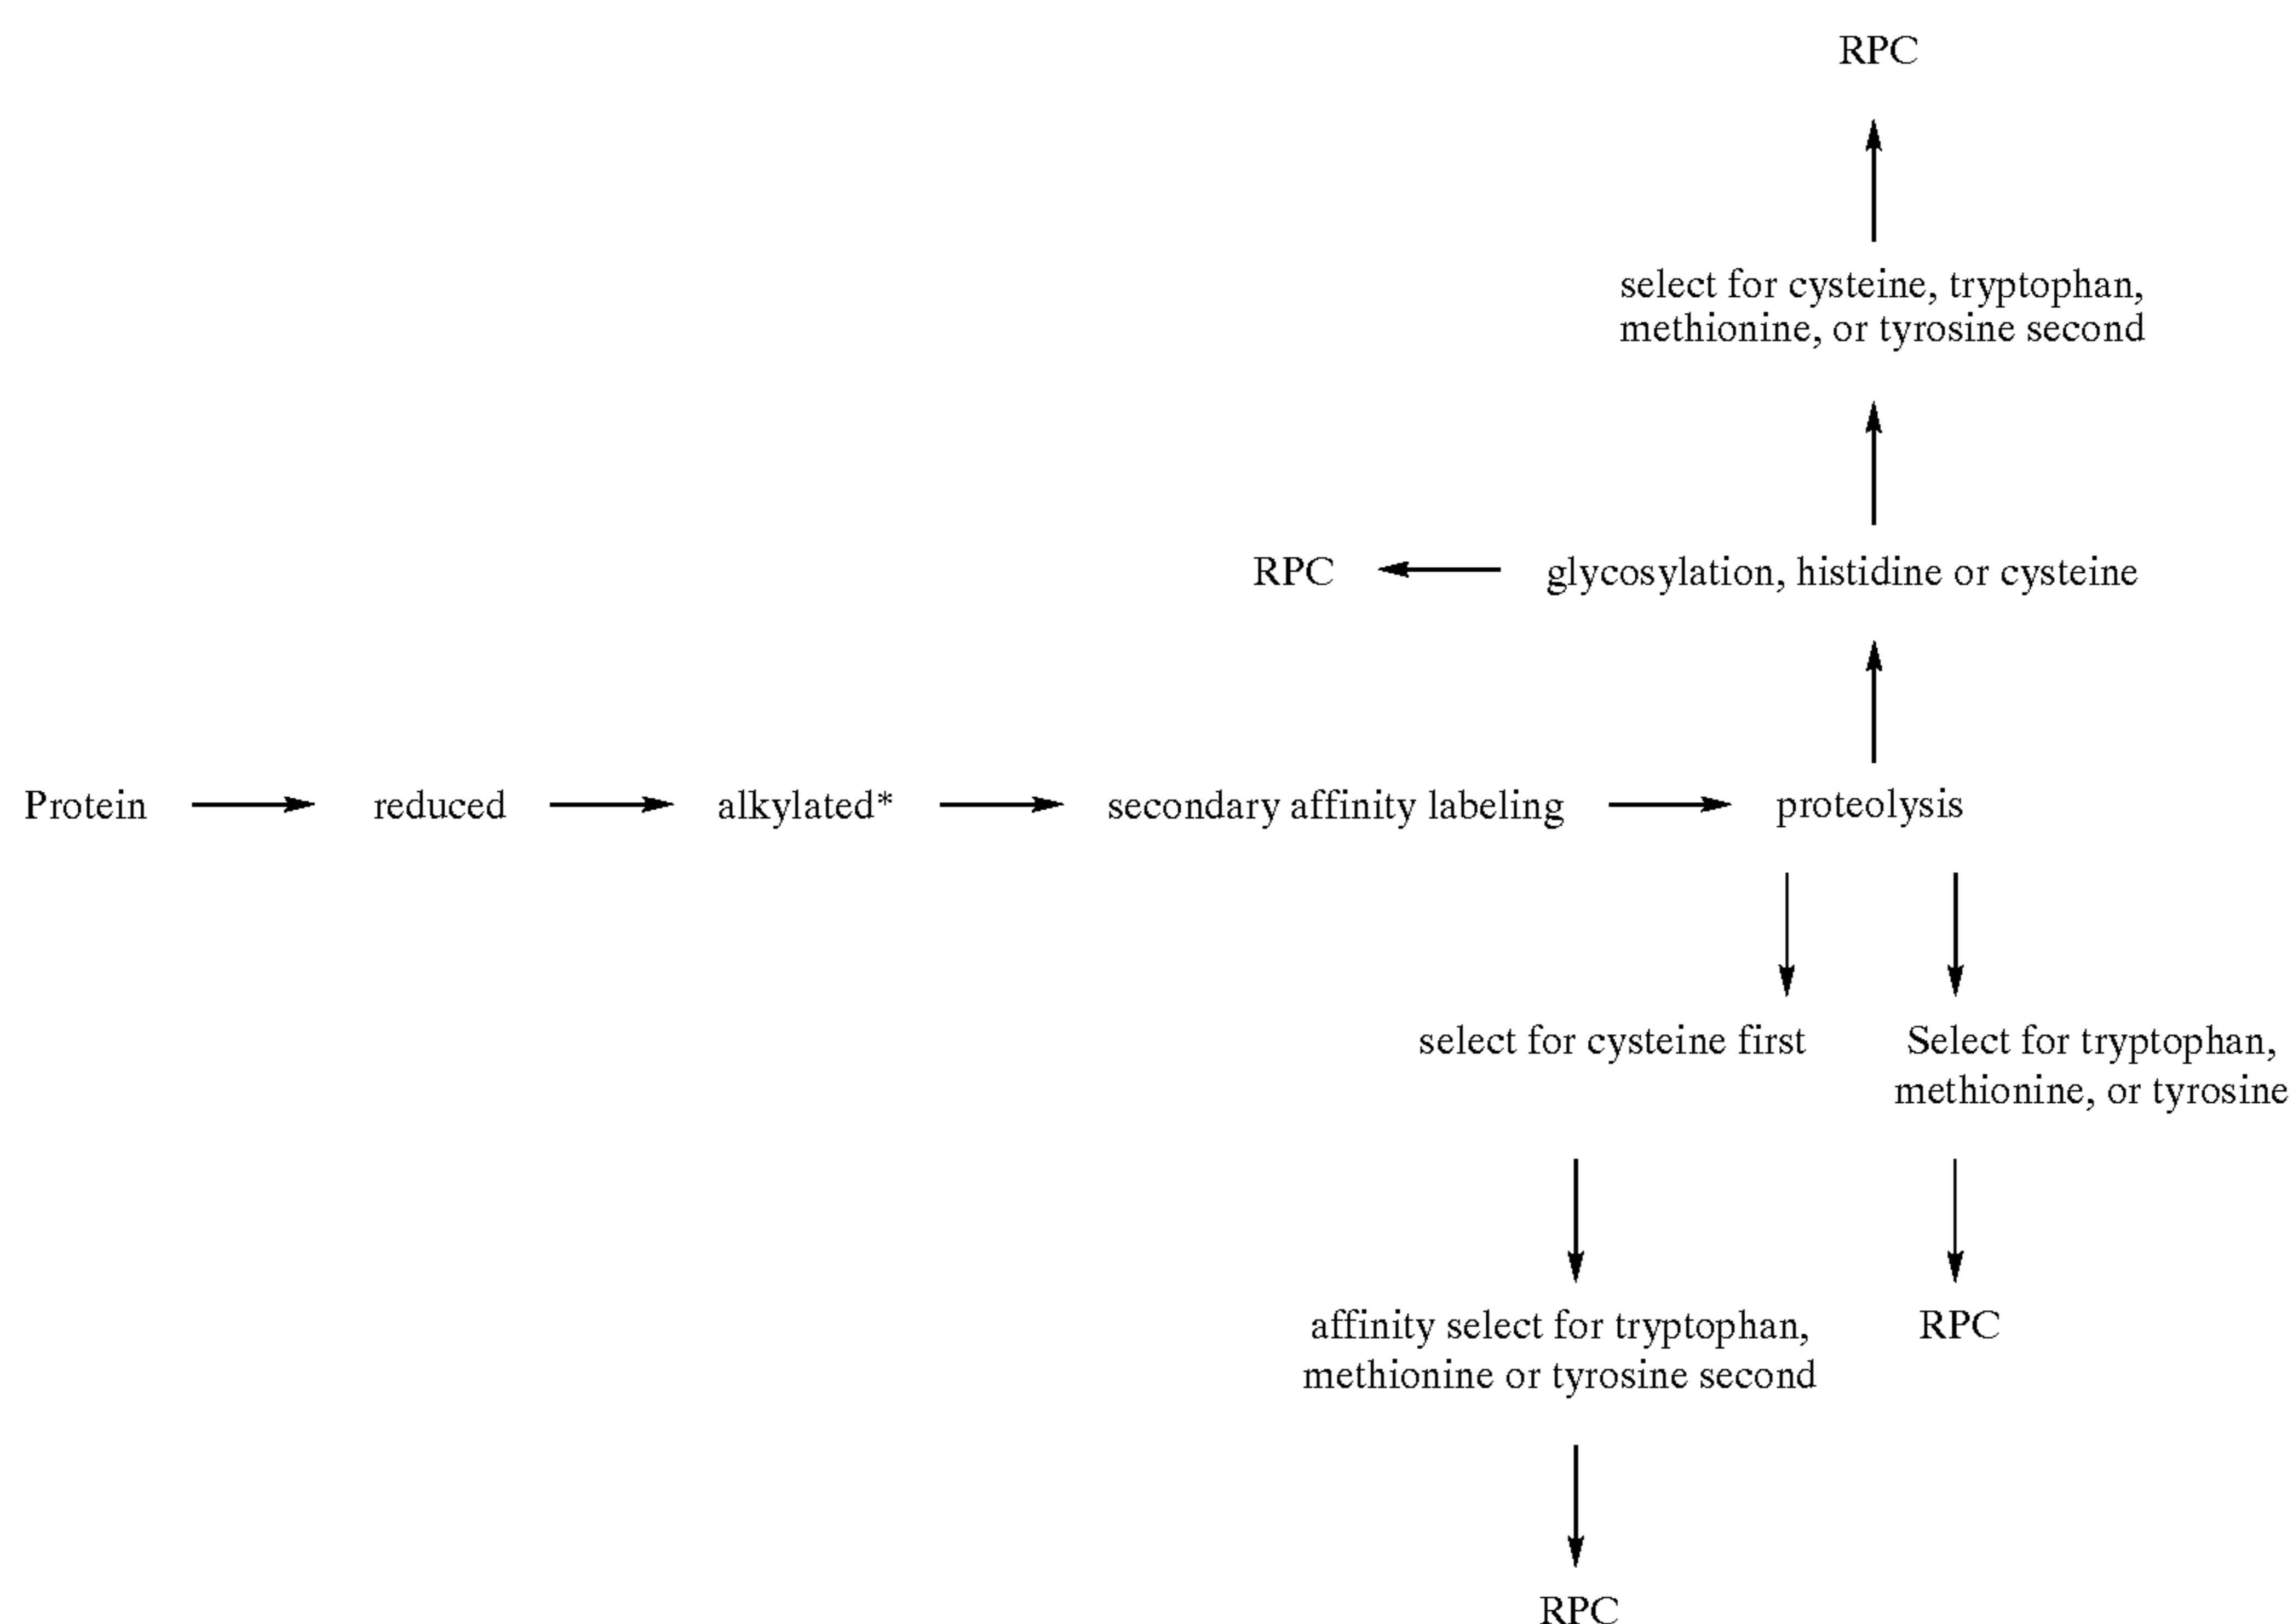 RPC
select for cysteine, tryptophan,
methionine, or tyrosine second
RPC
glycosylation, histidine or cysteine
Protein
reduced
alkylated*
secondary affinity labeling
proteolysis
select for cysteine first
Select for tryptophan,
methionine, or tyrosine
affinity select for tryptophan,
methionine or tyrosine second
RPC
RPC